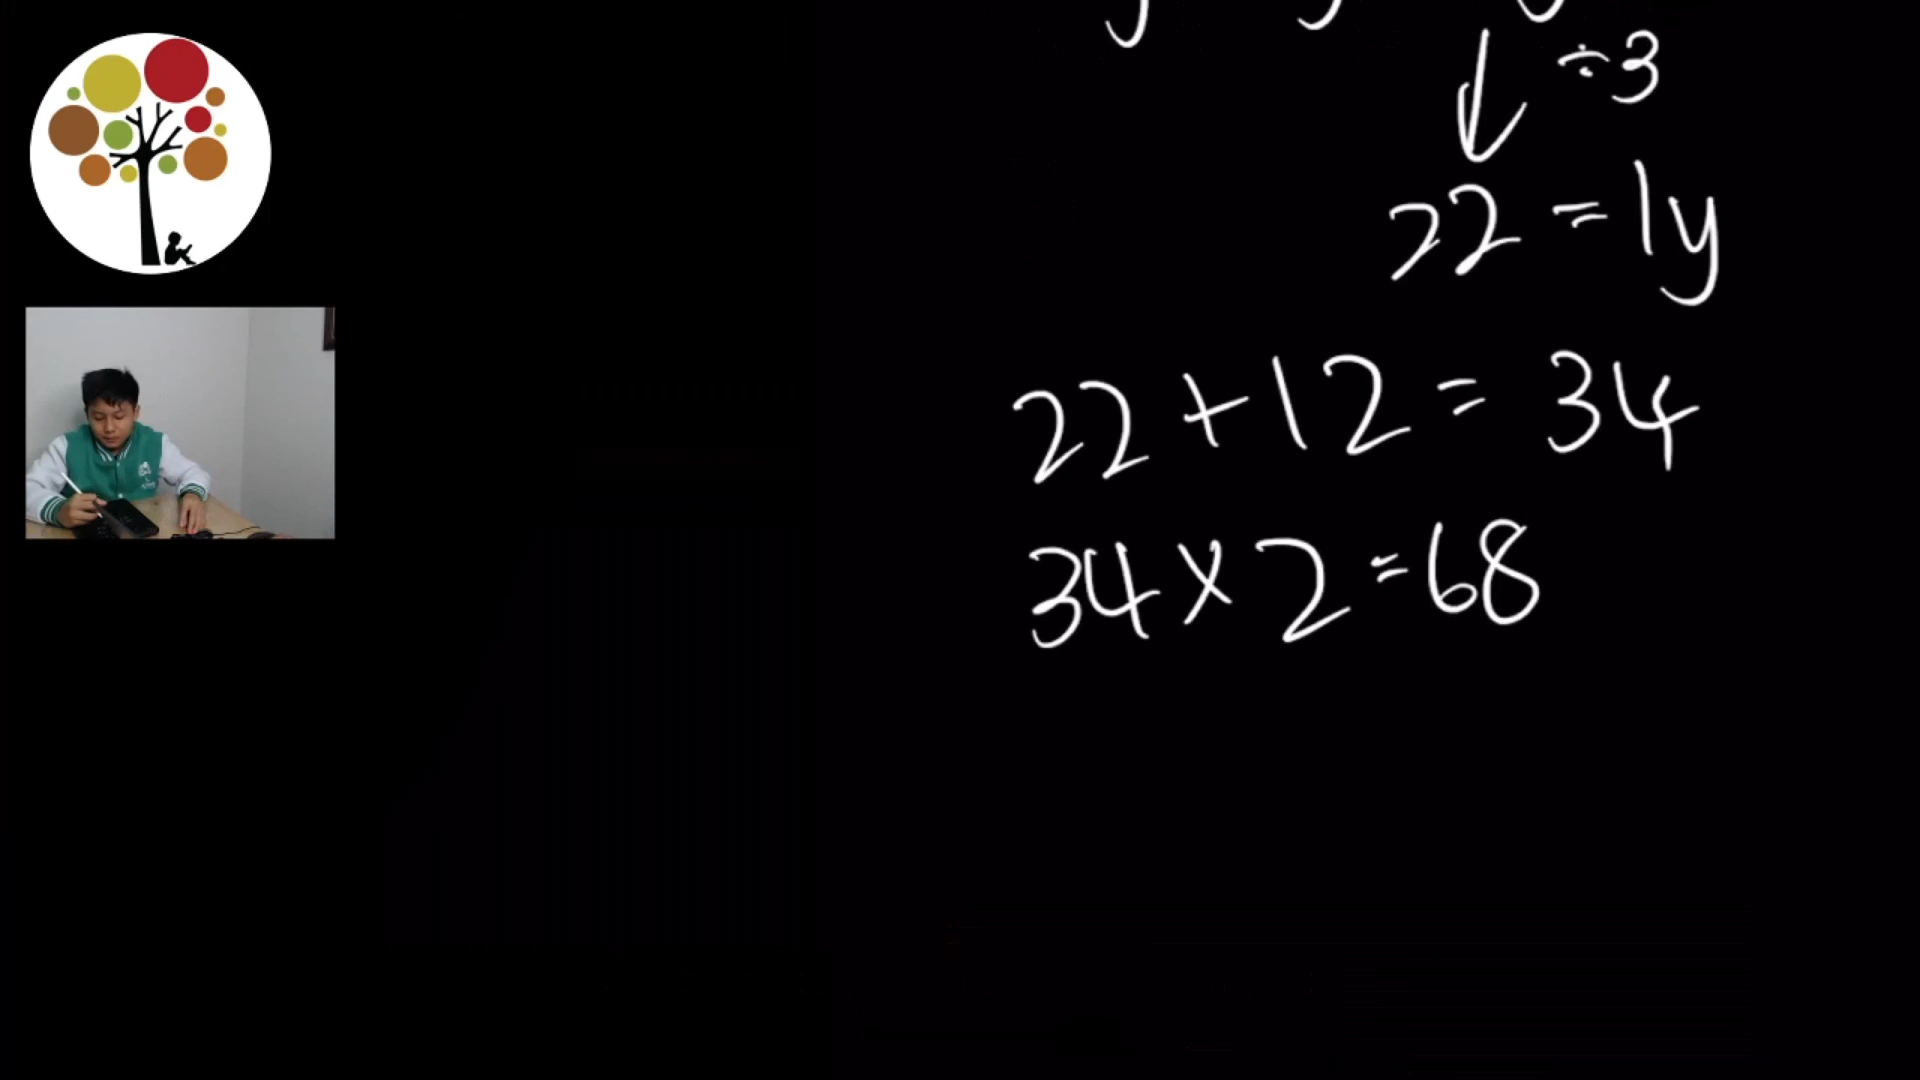 ÷3
22 = 1y
22 + 12 = 34
34 x 2 = 68